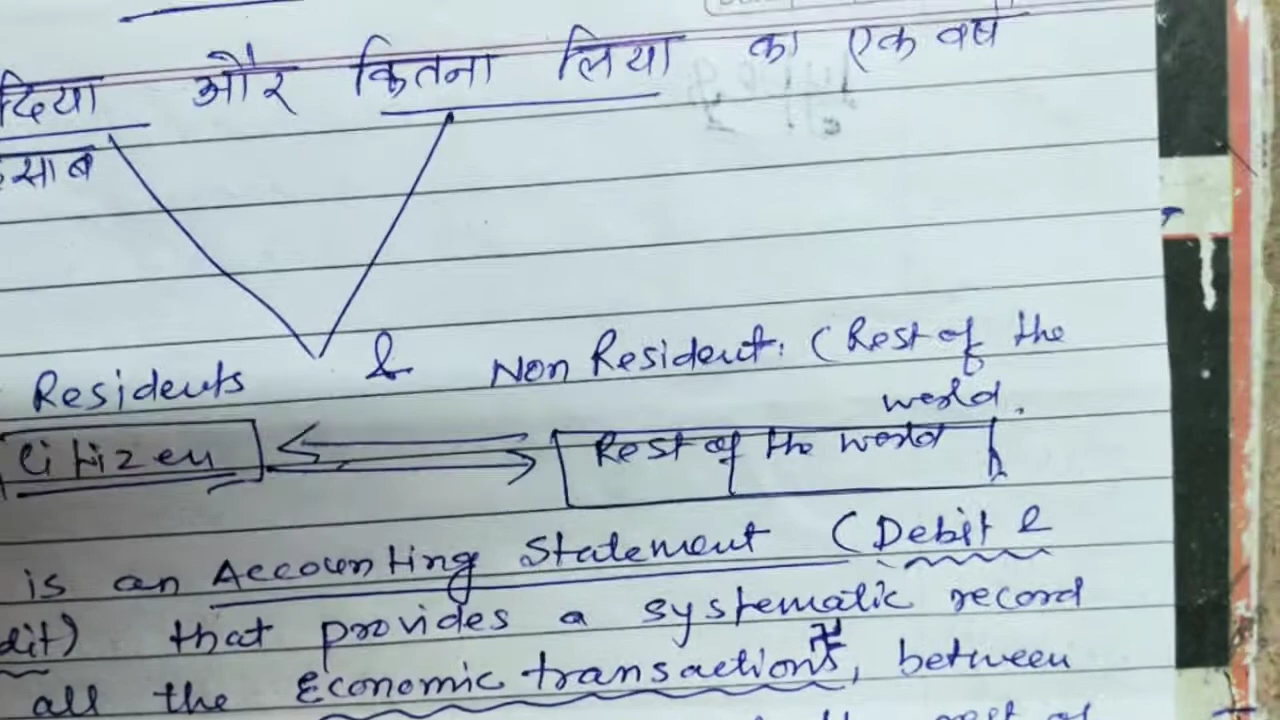 दिया और कितना लिया का एक वर्ष
हिसाब
Residents & Non Resident. (Rest of the
world.
Citizen Rest of the world
is an Accounting Statement (Debit &
dit) that provides a systematic record
all the Economic transactions, between